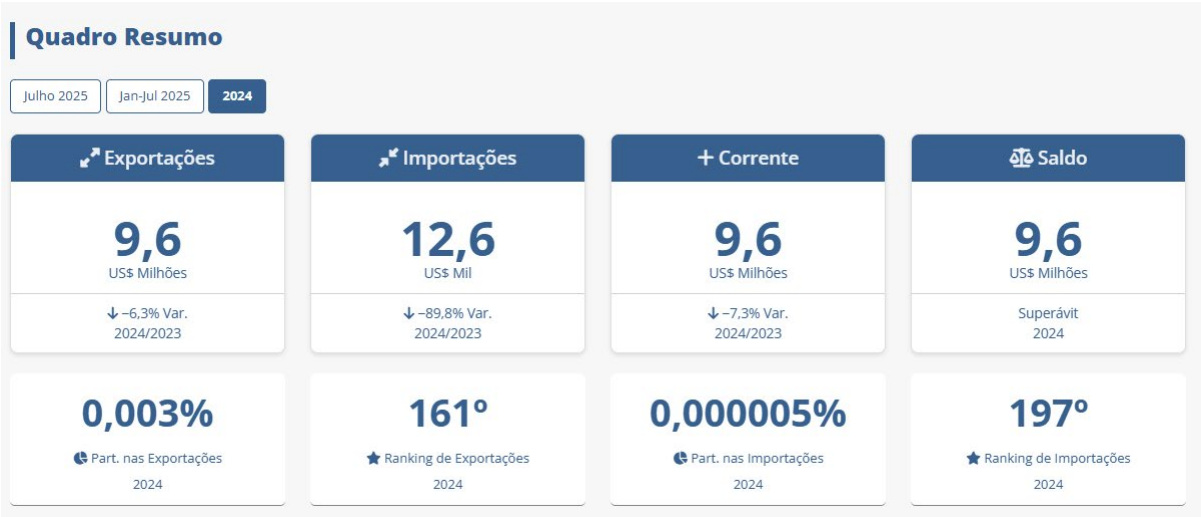 Quadro Resumo
Julho 2025 Jan-Jul 2025 2024
Exportações
9,6
US$ Milhões
–6,3% Var.
2024/2023
Importações
12,6
US$ Mil
–89,8% Var.
2024/2023
Corrente
9,6
US$ Milhões
–7,3% Var.
2024/2023
Saldo
9,6
US$ Milhões
Superávit
2024
0,003%
Part. nas Exportações
2024
161º
Ranking de Exportações
2024
0,000005%
Part. nas Importações
2024
197º
Ranking de Importações
2024